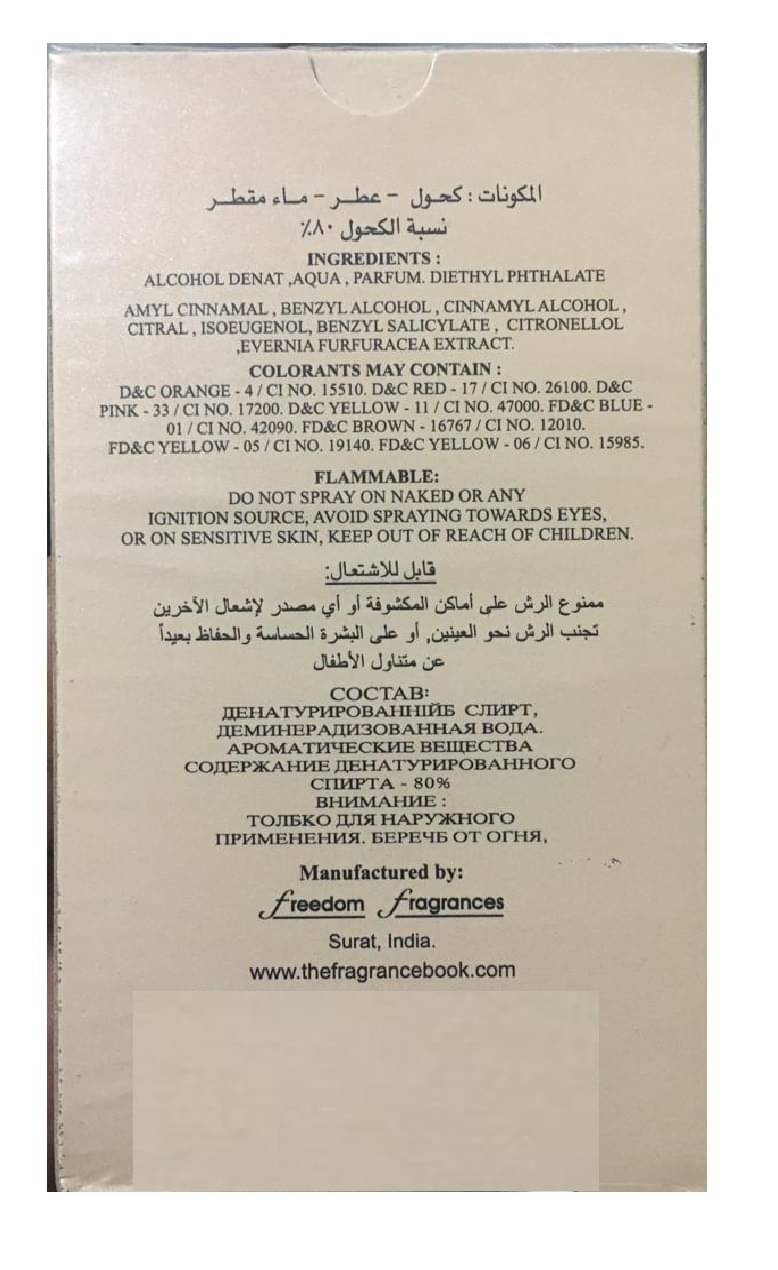 المكونات : كحول - عطر - ماء مقطر
نسبة الكحول ٨٠٪
INGREDIENTS :
ALCOHOL DENAT ,AQUA , PARFUM. DIETHYL PHTHALATE
AMYL CINNAMAL , BENZYL ALCOHOL , CINNAMYL ALCOHOL ,
CITRAL , ISOEUGENOL, BENZYL SALICYLATE , CITRONELLOL
,EVERNIA FURFURACEA EXTRACT.
COLORANTS MAY CONTAIN :
D&C ORANGE - 4 / CI NO. 15510. D&C RED - 17 / CI NO. 26100. D&C
PINK - 33 / CI NO. 17200. D&C YELLOW - 11 / CI NO. 47000. FD&C BLUE -
01 / CI NO. 42090. FD&C BROWN - 16767 / CI NO. 12010.
FD&C YELLOW - 05 / CI NO. 19140. FD&C YELLOW - 06 / CI NO. 15985.
FLAMMABLE:
DO NOT SPRAY ON NAKED OR ANY
IGNITION SOURCE, AVOID SPRAYING TOWARDS EYES,
OR ON SENSITIVE SKIN, KEEP OUT OF REACH OF CHILDREN.
قابل للاشتعال:
ممنوع الرش على أماكن المكشوفة أو أي مصدر لإشعال الآخرين
تجنب الرش نحو العينين, أو على البشرة الحساسة والحفاظ بعيداً
عن متناول الأطفال
СОСТАВ:
ДЕНАТУРИРОВАННІЙБ СЛИРТ,
ДЕМИНЕРАДИЗОВАННАЯ ВОДА.
АРОМАТИЧЕСКИЕ ВЕЩЕСТВА
СОДЕРЖАНИЕ ДЕНАТУРИРОВАННОГО
СПИРТА - 80%
ВНИМАНИЕ :
ТОЛБКО ДЛЯ НАРУЖНОГО
ПРИМЕНЕНИЯ. БЕРЕЧБ ОТ ОГНЯ,
Manufactured by:
freedom fragrances
Surat, India.
www.thefragrancebook.com